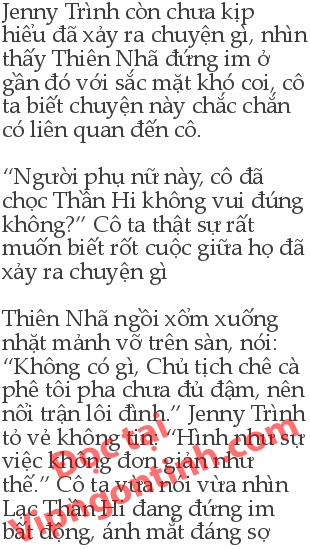 Jenny Trình còn chưa kịp
hiểu đã xảy ra chuyện gì, nhìn
thấy Thiên Nhã đứng im ở
gần đó với sắc mặt khó coi, cô
ta biết chuyện này chắc chắn
có liên quan đến cô.
“Người phụ nữ này, cô đã
chọc Thần Hi không vui đúng
không?” Cô ta thật sự rất
muốn biết rốt cuộc giữa họ đã
xảy ra chuyện gì
Thiên Nhã ngồi xổm xuống
nhặt mảnh vỡ trên sàn, nói:
“Không có gì, Chủ tịch chê cà
phê tôi pha chưa đủ đậm, nên
nổi trận lôi đình.” Jenny Trình
tỏ vẻ không tin: “Hình như sự
việc không đơn giản như
thế.” Cô ta vừa nói vừa nhìn
Lạc Thần Hi đang đứng im
bất động, ánh mắt đáng sợ
Đọc tại
Vipngontinh.com